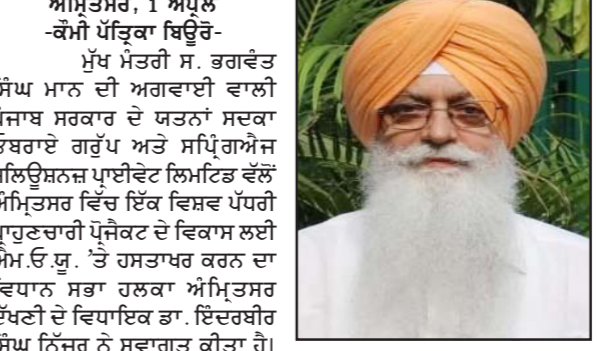 ਅੰਮ੍ਰਿਤਸਰ, 1 ਅਪ੍ਰੈਲ
-ਕੌਮੀ ਪੱਤ੍ਰਿਕਾ ਬਿਊਰੋ-
ਮੁੱਖ ਮੰਤਰੀ ਸ. ਭਗਵੰਤ
ਸਿੰਘ ਮਾਨ ਦੀ ਅਗਵਾਈ ਵਾਲੀ
ਪੰਜਾਬ ਸਰਕਾਰ ਦੇ ਯਤਨਾਂ ਸਦਕਾ
ਓਬਰਾਏ ਗਰੁੱਪ ਅਤੇ ਸਪ੍ਰਿੰਗਐਜ
ਸਲਿਊਸ਼ਨਜ਼ ਪ੍ਰਾਈਵੇਟ ਲਿਮਟਿਡ ਵੱਲੋਂ
ਅੰਮ੍ਰਿਤਸਰ ਵਿੱਚ ਇੱਕ ਵਿਸ਼ਵ ਪੱਧਰੀ
ਪ੍ਰਾਹੁਣਚਾਰੀ ਪ੍ਰੋਜੈਕਟ ਦੇ ਵਿਕਾਸ ਲਈ
ਐਮ.ਓ.ਯੂ. 'ਤੇ ਹਸਤਾਖਰ ਕਰਨ ਦਾ
ਵਿਧਾਨ ਸਭਾ ਹਲਕਾ ਅੰਮ੍ਰਿਤਸਰ
ਦੱਖਣੀ ਦੇ ਵਿਧਾਇਕ ਡਾ. ਇੰਦਰਬੀਰ
ਸਿੰਘ ਨਿੱਜਰ ਨੇ ਸਵਾਗਤ ਕੀਤਾ ਹੈ।